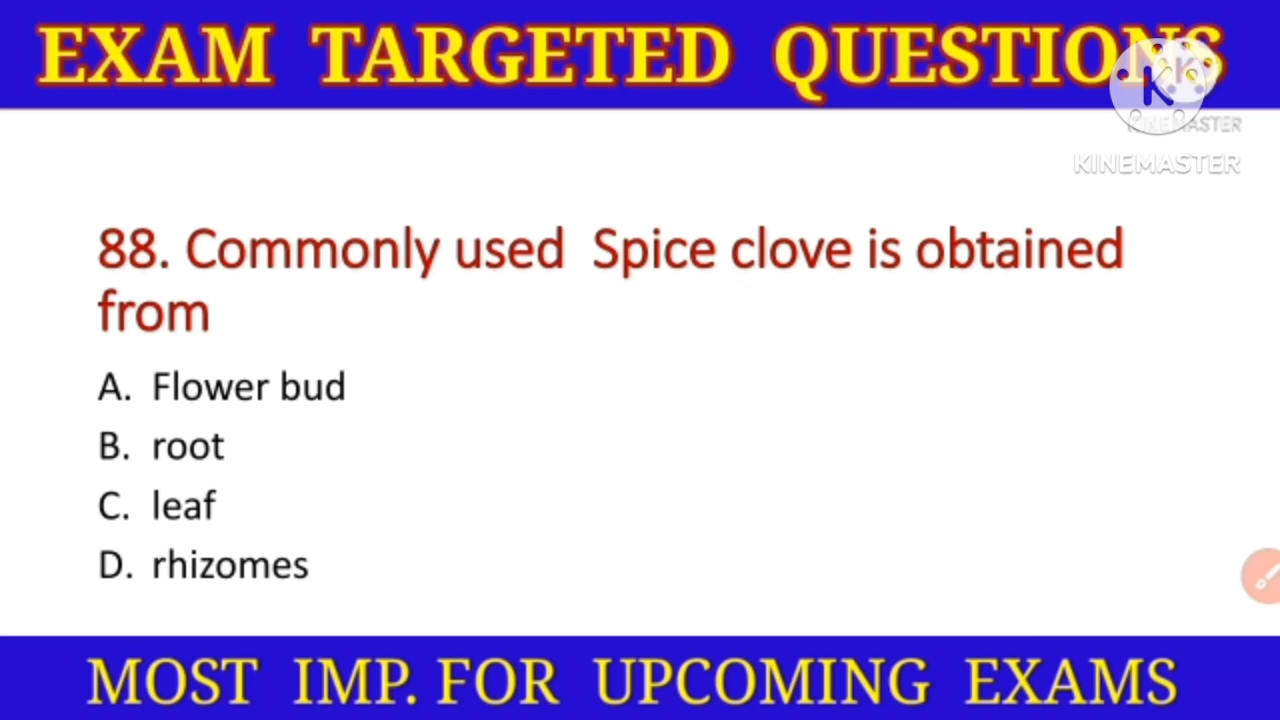 EXAM TARGETED QUESTIONS
KINEMASTER
KINEMASTER
88. Commonly used Spice clove is obtained
from
A. Flower bud
B. root
C. leaf
D. rhizomes
MOST IMP. FOR UPCOMING EXAMS